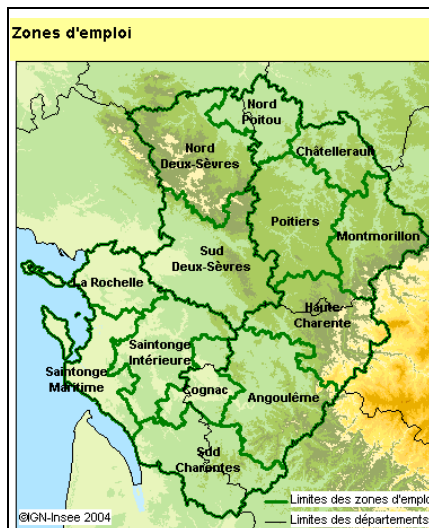 Zones d'emploi
Nord
Poitou
Nord
Deux-Sèvres
Châtellerault
Poitiers
Montmorillon
Sud
Deux-Sèvres
La Rochelle
Haute
Charente
Saintonge
Intérieure
Saintonge
Maritime
Cognac
Angoulême
Sdd
Charentes
Limites des zones d'emplo
©IGN-Insee 2004
Limites des départements